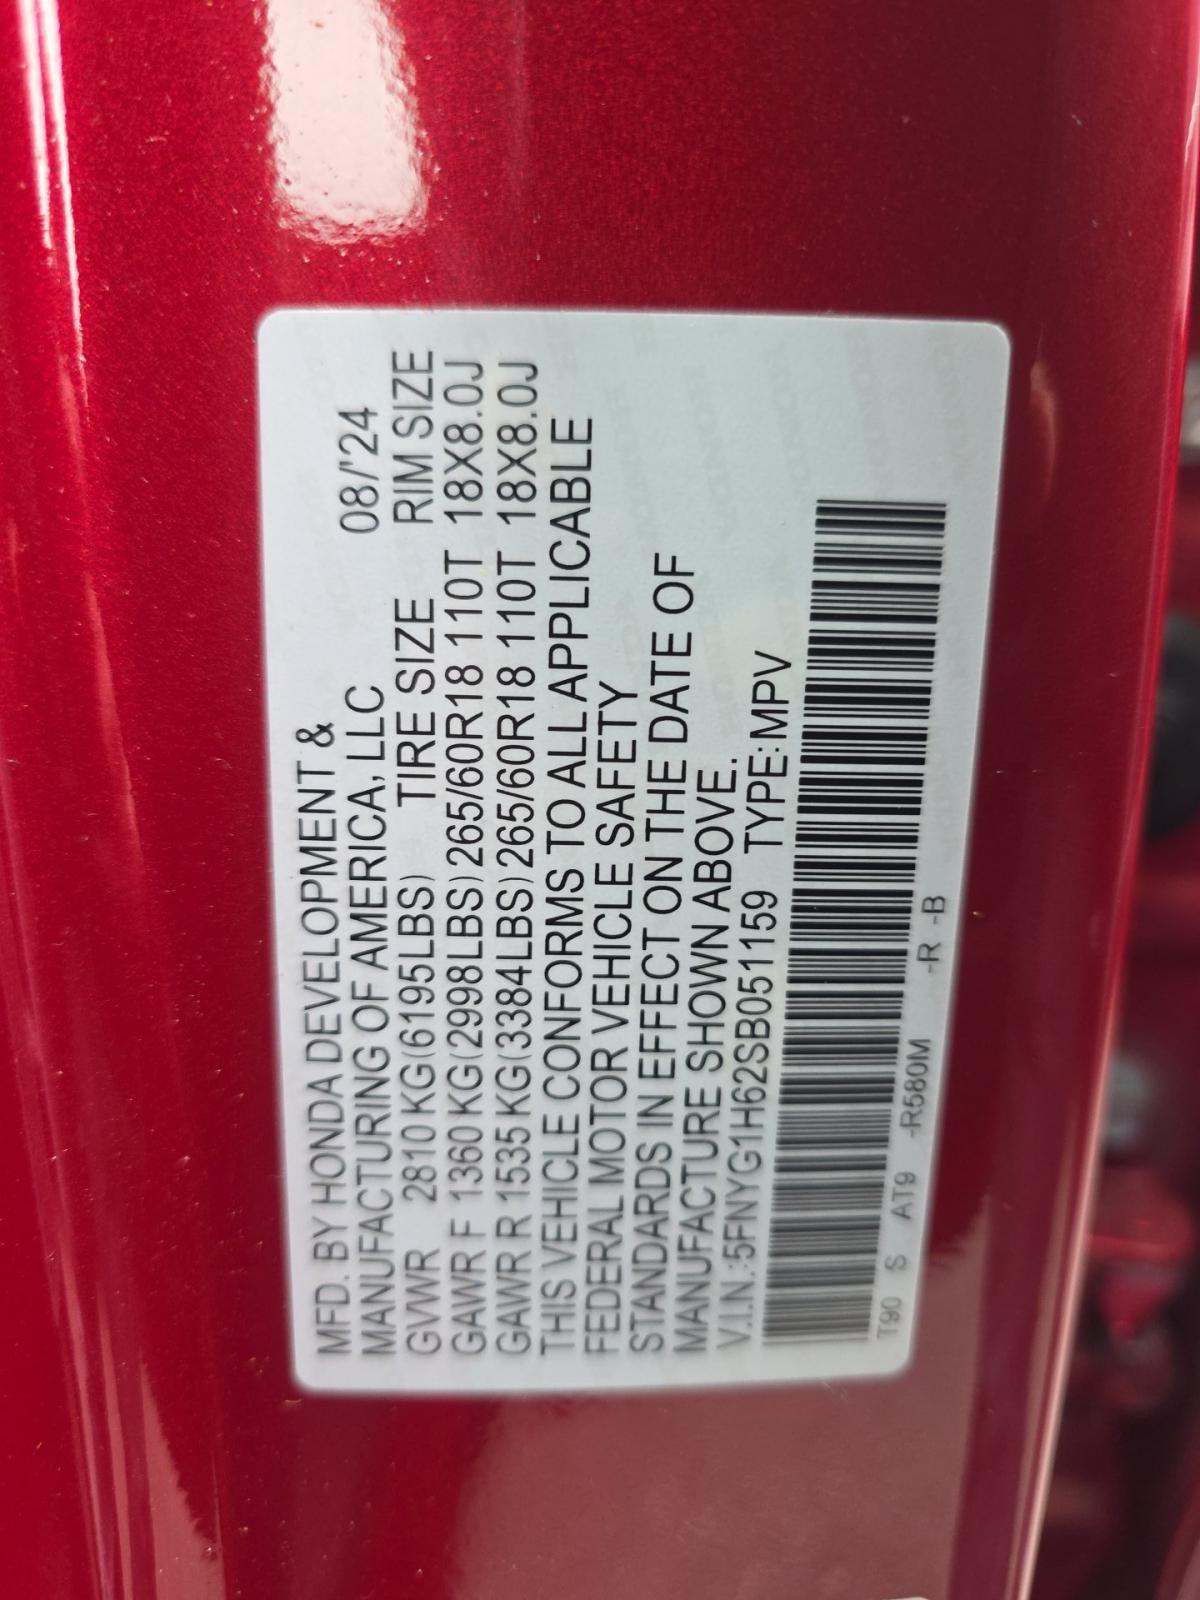 MFD. BY HONDA DEVELOPMENT &
MANUFACTURING OF AMERICA, LLC 08/'24
GVWR 2810 KG(6195LBS) TIRE SIZE RIM SIZE
GAWR F 1360 KG(2998LBS) 265/60R18 110T 18X8.0J
GAWR R 1535 KG(3384LBS) 265/60R18 110T 18X8.0J
THIS VEHICLE CONFORMS TO ALL APPLICABLE
FEDERAL MOTOR VEHICLE SAFETY
STANDARDS IN EFFECT ON THE DATE OF
MANUFACTURE SHOWN ABOVE.
V.I.N.:5FNYG1H62SB051159 TYPE:MPV
T90 S AT9 -R580M -R -B